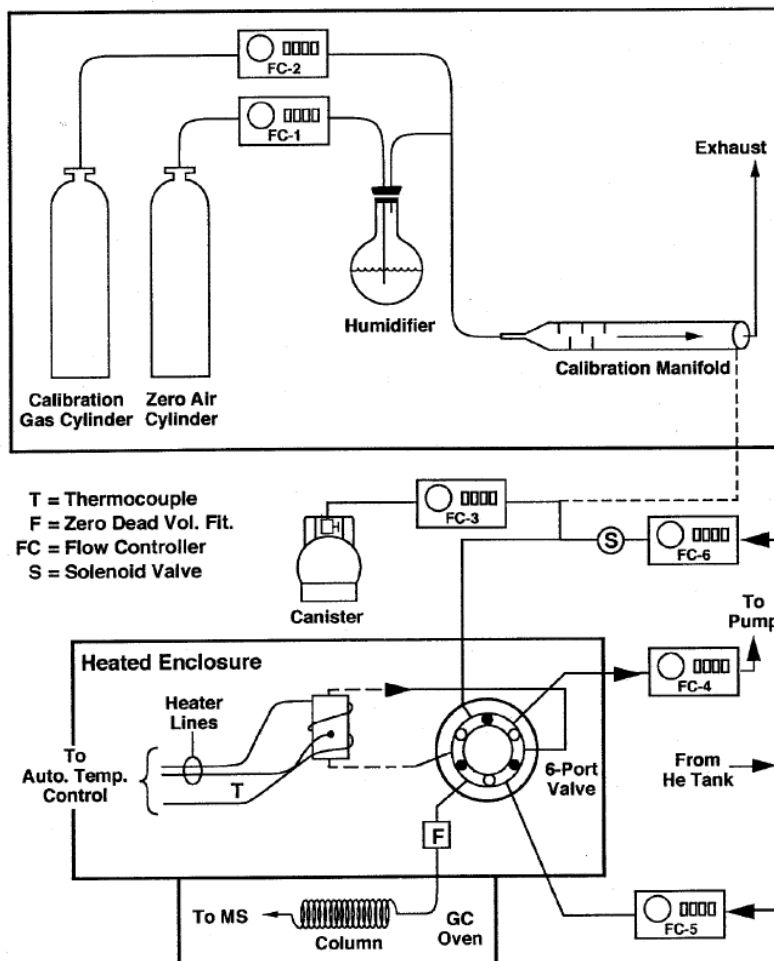 FC-2
FC-1
Exhaust
Humidifier
Calibration Manifold
Calibration
Gas Cylinder
Zero Air
Cylinder
T = Thermocouple
F = Zero Dead Vol. Fit.
FC = Flow Controller
S = Solenoid Valve
FC-3
S
FC-6
Canister
To
Pump
Heated Enclosure
FC-4
Heater
Lines
To
Auto. Temp.
Control
T
6-Port
Valve
From
He Tank
F
To MS
Column
GC
Oven
FC-5